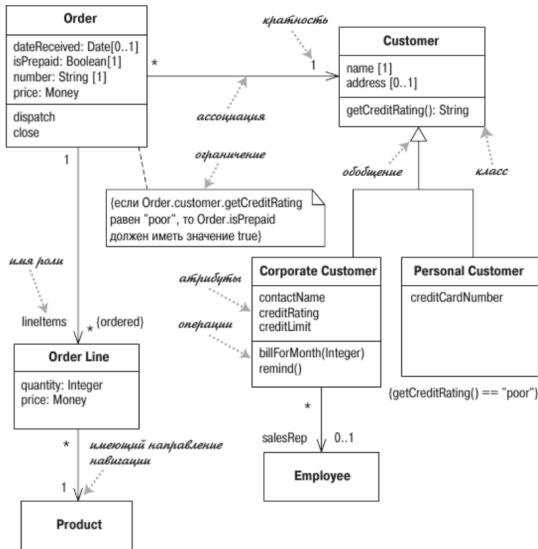 Order
dateReceived: Date[0..1]
isPrepaid: Boolean[1]
number: String [1]
price: Money
dispatch
close
*
1
кратность
ассоциация
Customer
name [1]
address [0..1]
getCreditRating(): String
класс
обобщение
ограничение
{если Order.customer.getCreditRating
равен "poor", то Order.isPrepaid
должен иметь значение true}
1
имя роли
lineItems
* {ordered}
Order Line
quantity: Integer
price: Money
*
имеющий направление
навигации
1
Product
атрибуты
операции
Corporate Customer
contactName
creditRating
creditLimit
billForMonth(Integer)
remind()
*
salesRep
0..1
Employee
Personal Customer
creditCardNumber
{getCreditRating() == "poor"}